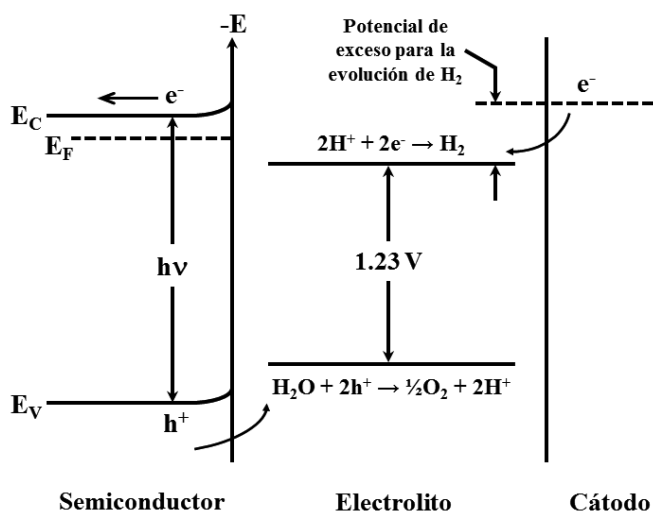 -E
Potencial de
exceso para la
evolución de H₂
e⁻
e⁻
E_C
E_F
2H⁺ + 2e⁻ → H₂
hν
1.23 V
H₂O + 2h⁺ → ½O₂ + 2H⁺
E_V
h⁺
Semiconductor
Electrolito
Cátodo